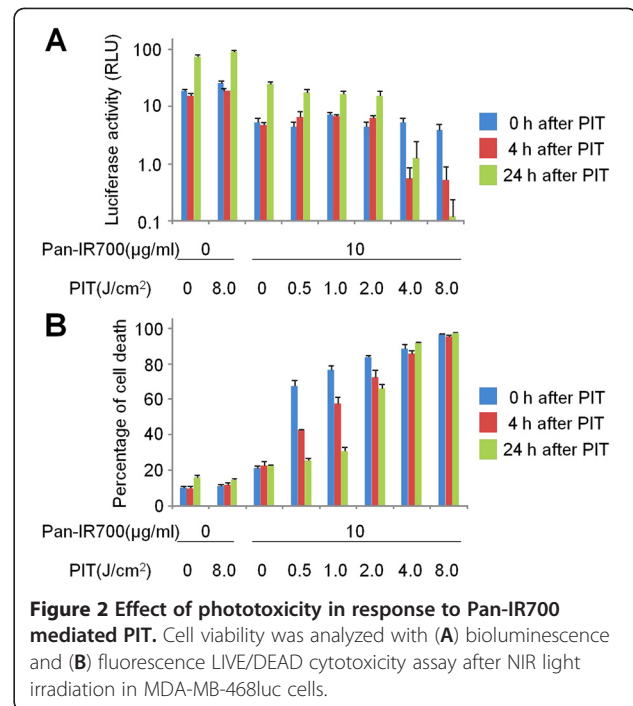 A
Luciferase activity (RLU)
100
10
1.0
0.1
0 h after PIT
4 h after PIT
24 h after PIT
Pan-IR700(µg/ml) 0 10
PIT(J/cm²) 0 8.0 0 0.5 1.0 2.0 4.0 8.0
B
Percentage of cell death
100
80
60
40
20
0
0 h after PIT
4 h after PIT
24 h after PIT
Pan-IR700(µg/ml) 0 10
PIT(J/cm²) 0 8.0 0 0.5 1.0 2.0 4.0 8.0
Figure 2 Effect of phototoxicity in response to Pan-IR700
mediated PIT. Cell viability was analyzed with (A) bioluminescence
and (B) fluorescence LIVE/DEAD cytotoxicity assay after NIR light
irradiation in MDA-MB-468luc cells.